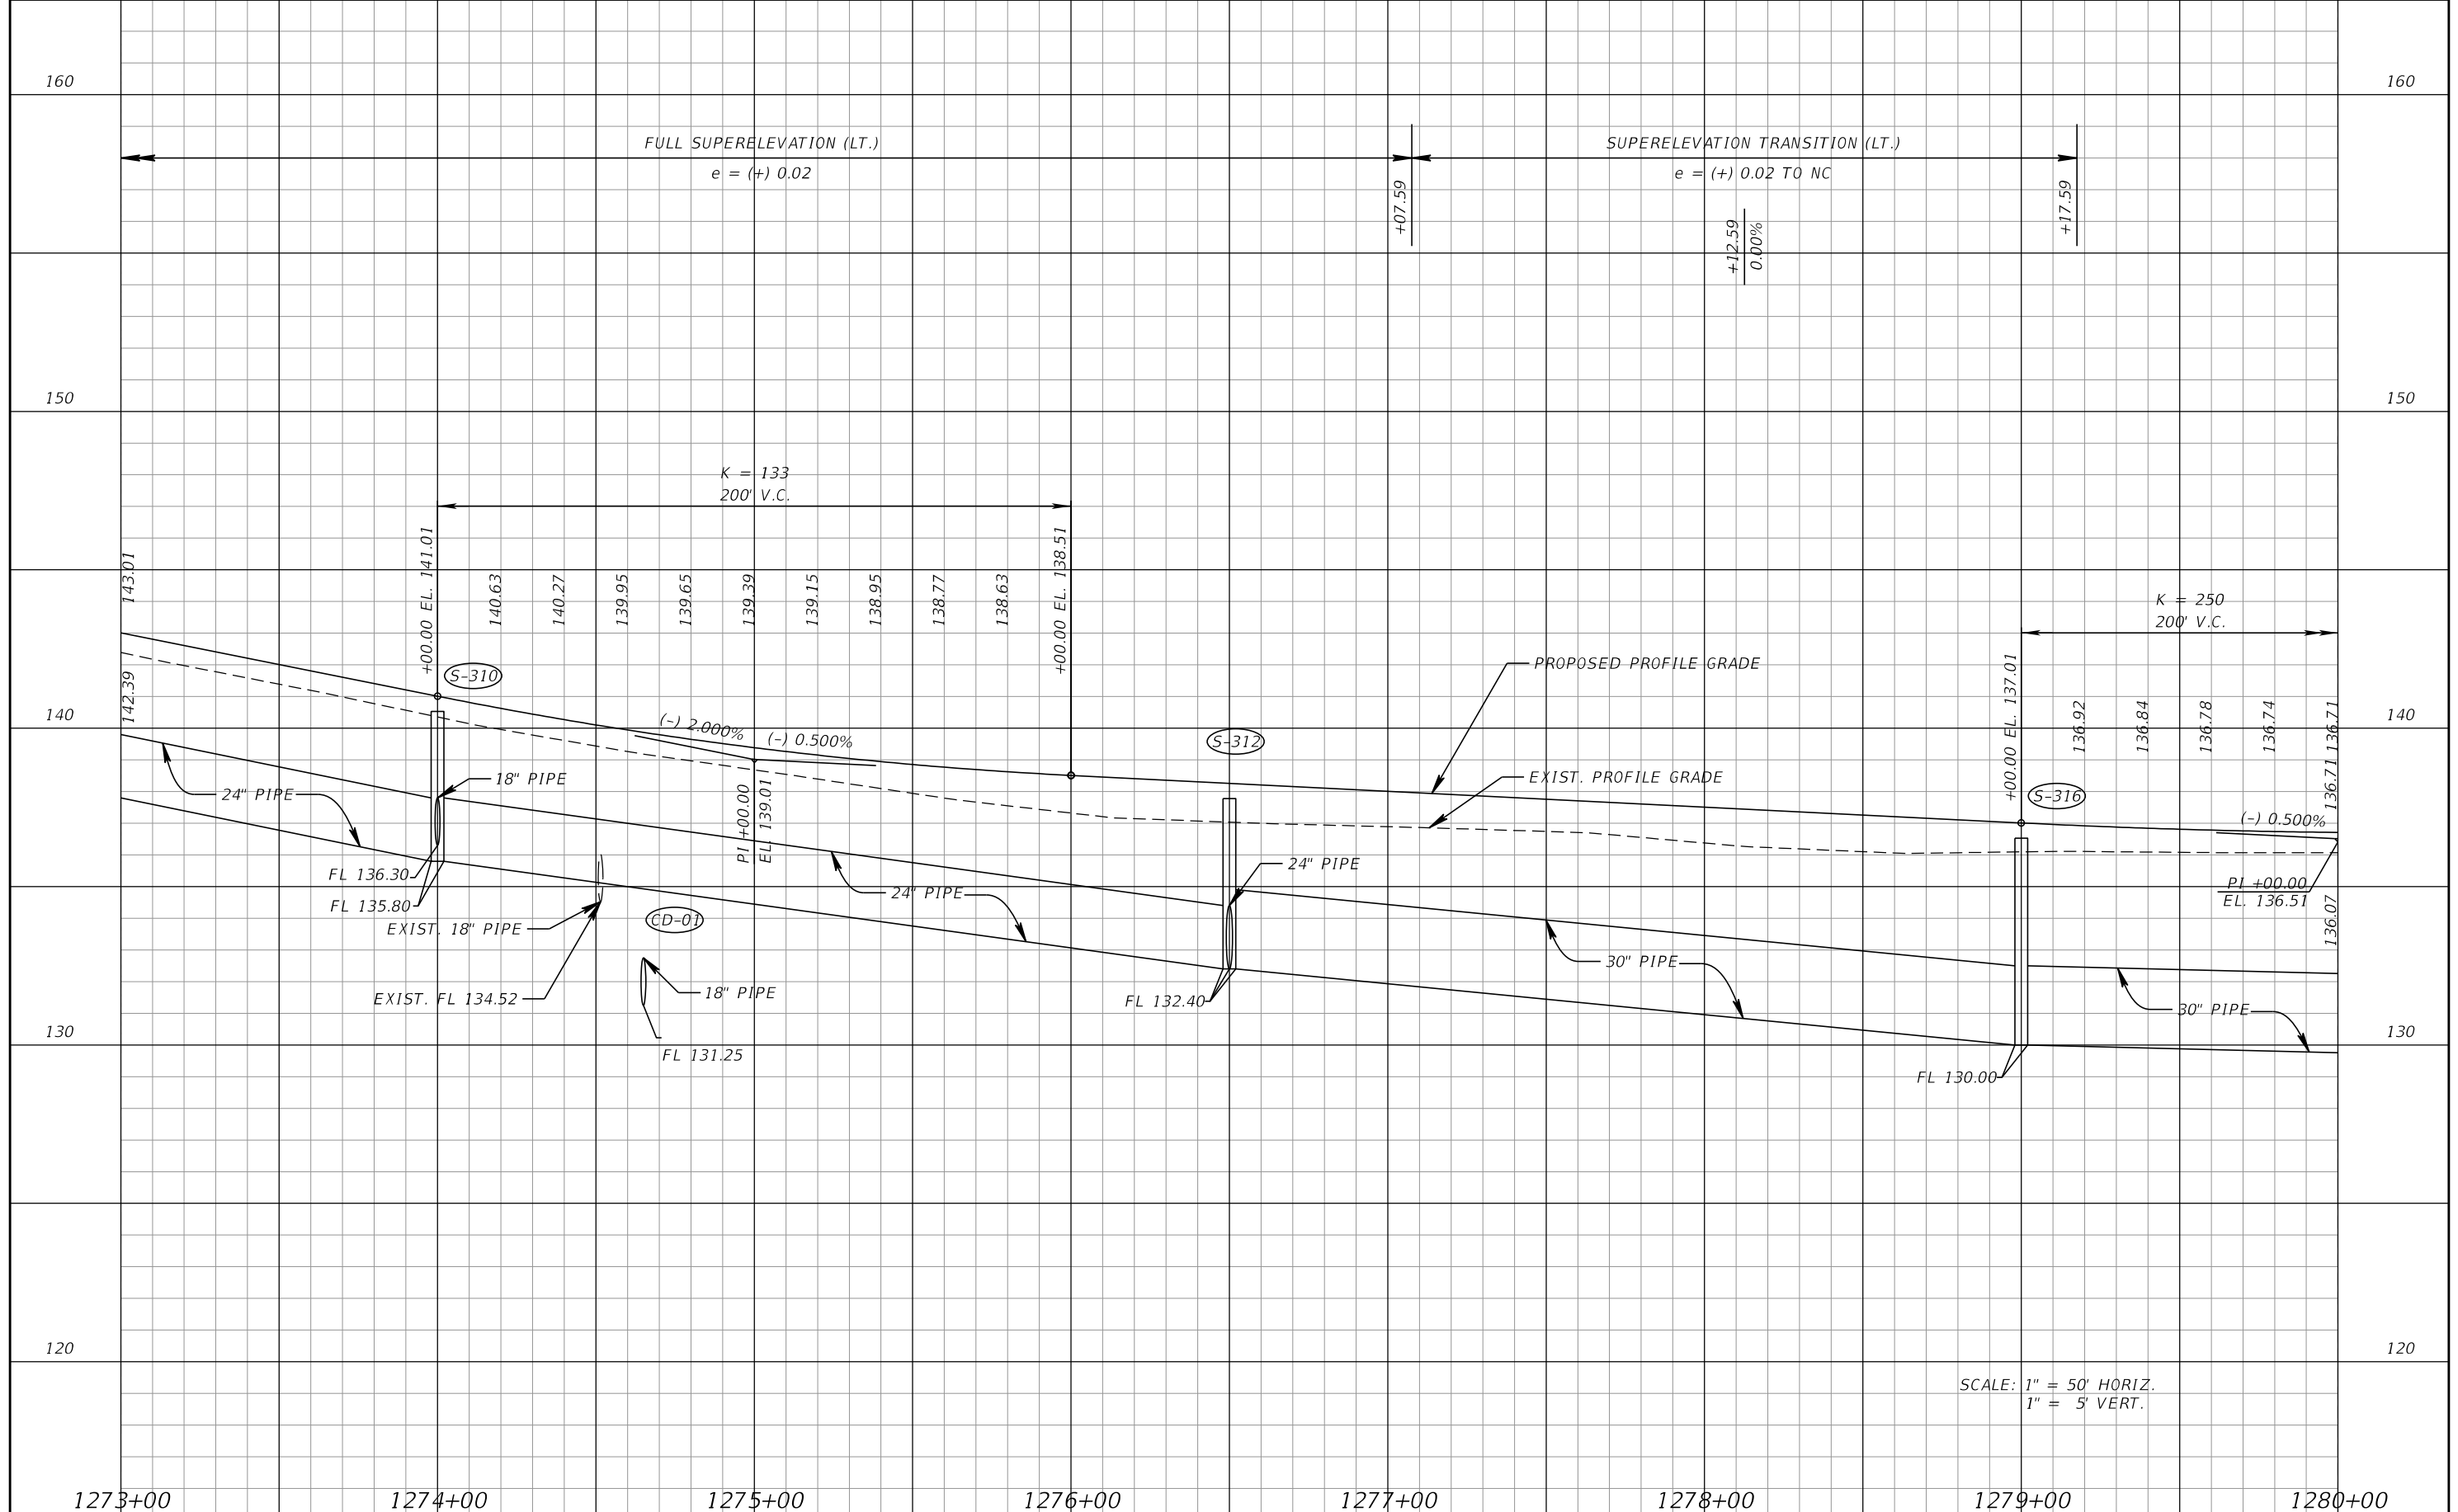 160
160
FULL SUPERELEVATION (LT.)
e = (+) 0.02
SUPERELEVATION TRANSITION (LT.)
e = (+) 0.02 TO NC
+07.59
+17.59
+12.59
0.00%
150
150
K = 133
200' V.C.
143.01
+00.00 EL. 141.01
140.63
140.27
139.95
139.65
139.39
139.15
138.95
138.77
138.63
+00.00 EL. 138.51
K = 250
200' V.C.
142.39
S-310
PROPOSED PROFILE GRADE
+00.00 EL. 137.01
136.92
136.84
136.78
136.74
136.71
136.71
140
140
(-) 2.000%
(-) 0.500%
S-312
18" PIPE
EXIST. PROFILE GRADE
24" PIPE
S-316
PI +00.00
EL. 139.01
(-) 0.500%
24" PIPE
FL 136.30
FL 135.80
24" PIPE
PI +00.00
EL. 136.51
136.07
CD-01
EXIST. 18" PIPE
30" PIPE
EXIST. FL 134.52
18" PIPE
FL 132.40
30" PIPE
130
130
FL 131.25
FL 130.00
120
120
SCALE: 1" = 50' HORIZ.
1" = 5' VERT.
1273+00
1274+00
1275+00
1276+00
1277+00
1278+00
1279+00
1280+00